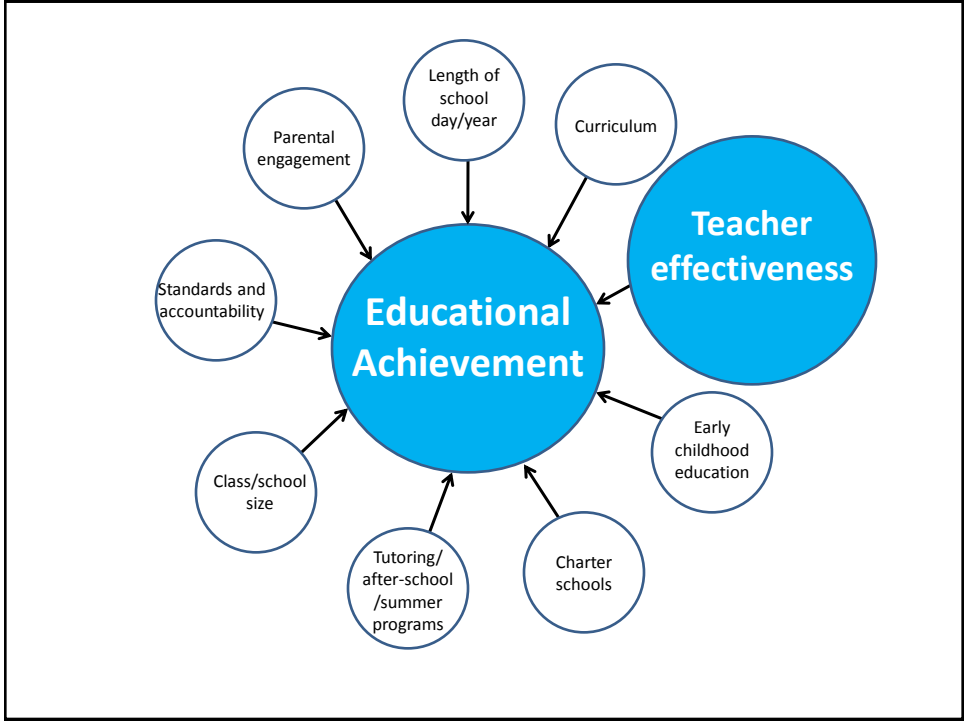 Length of
school
day/year
Curriculum
Parental
engagement
Teacher
effectiveness
Standards and
accountability
Educational
Achievement
Early
childhood
education
Class/school
size
Charter
schools
Tutoring/
after-school
/summer
programs